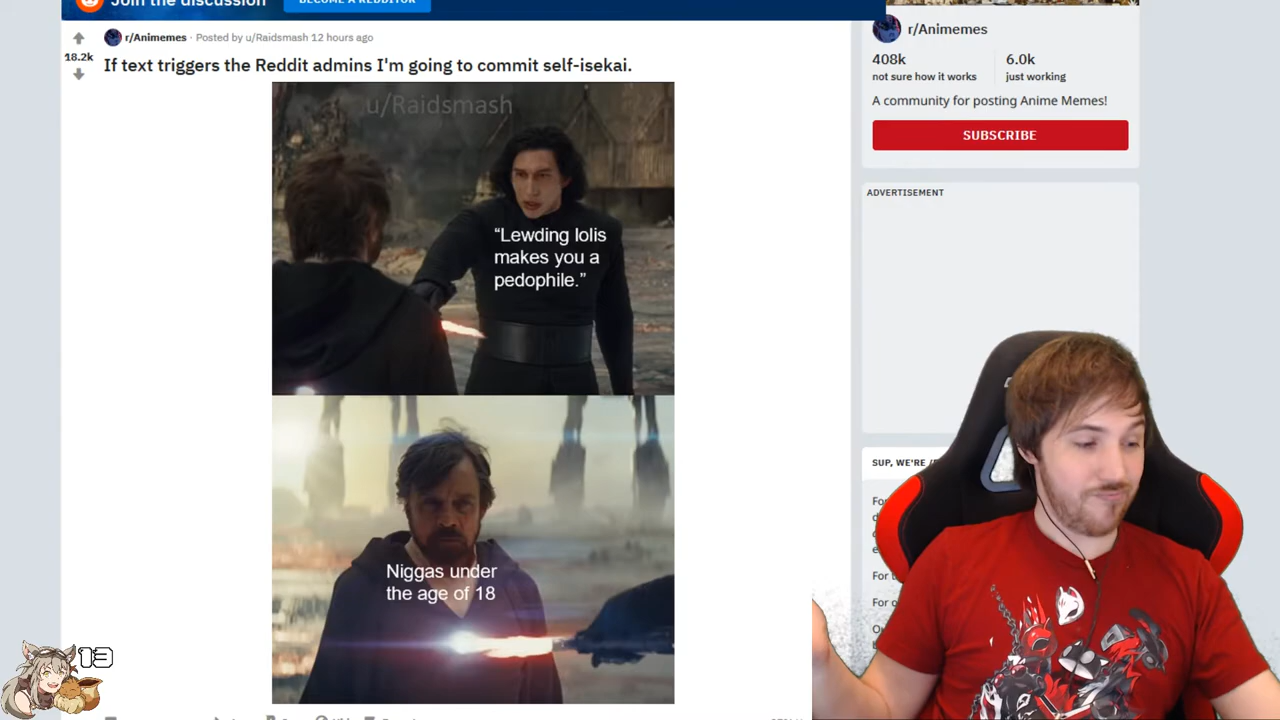 Join the discussion BECOME A REDDITOR
r/Animemes · Posted by u/Raidsmash 12 hours ago
18.2k
If text triggers the Reddit admins I'm going to commit self-isekai.
u/Raidsmash
“Lewding lolis
makes you a
pedophile.”
Niggas under
the age of 18
13
r/Animemes
408k 6.0k
not sure how it works just working
A community for posting Anime Memes!
SUBSCRIBE
ADVERTISEMENT
SUP, WE'RE